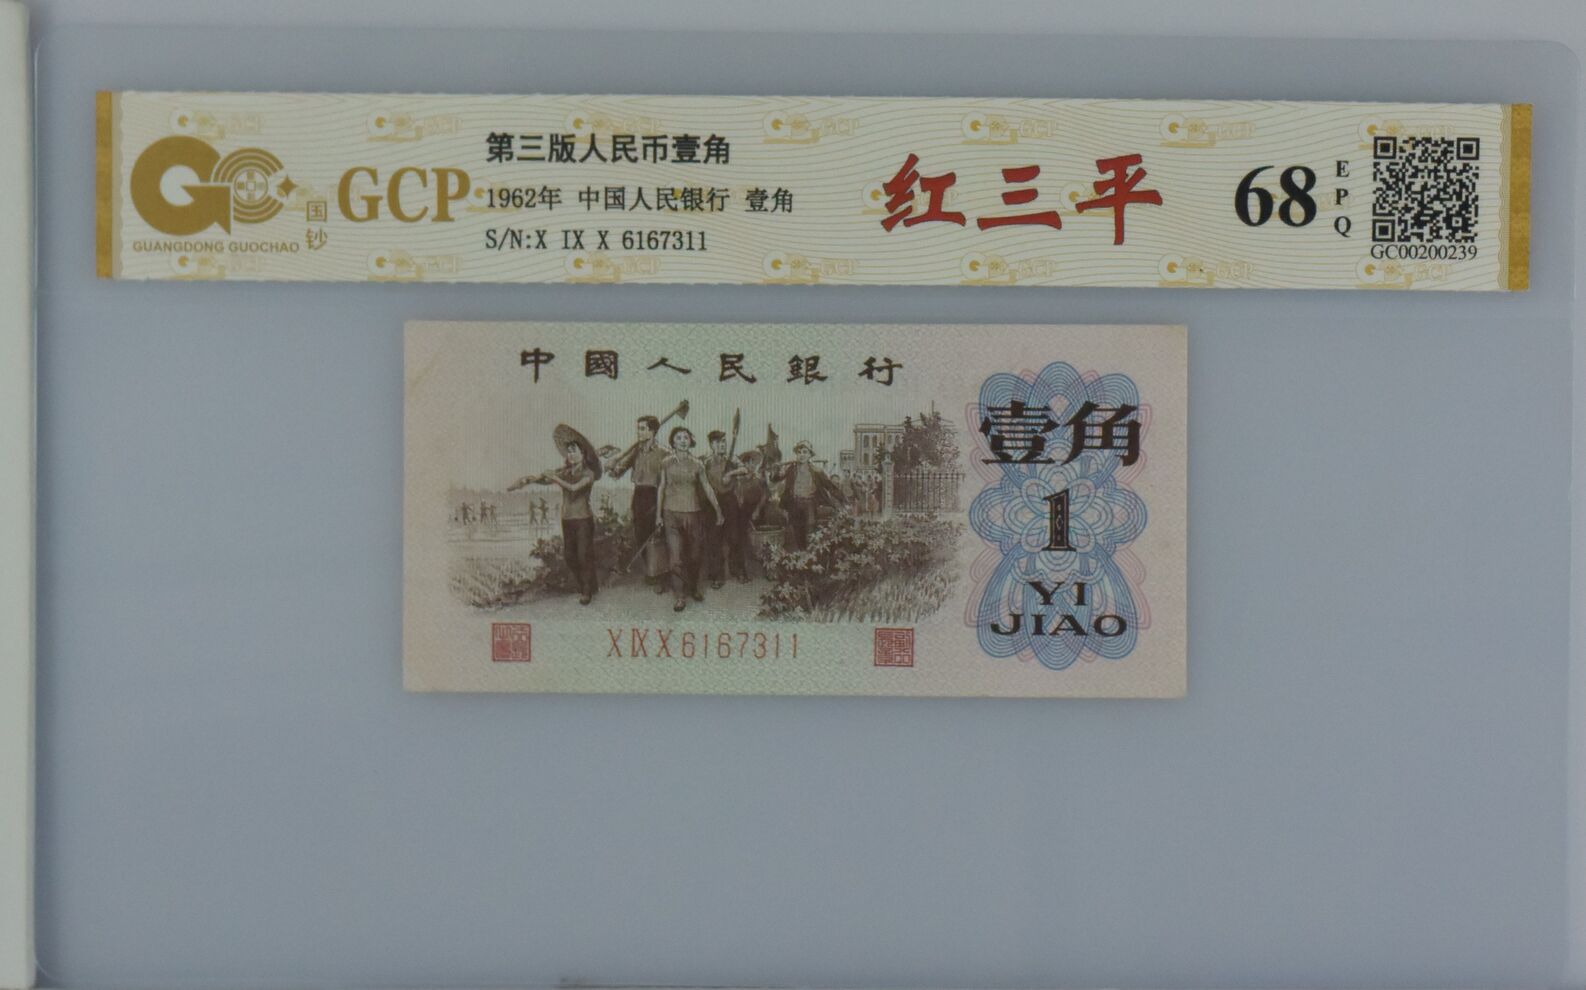 GCP
国钞
GUANGDONG GUOCHAO
第三版人民币壹角
1962年 中国人民银行 壹角
S/N:X IX X 6167311
红三平
68
EPQ
GC00200239
中國人民銀行
壹角
1
YI
JIAO
X IX X 6167311